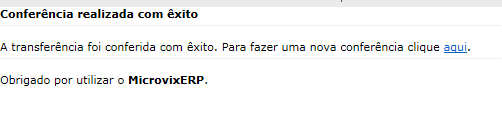 Conferência realizada com êxito
A transferência foi conferida com êxito. Para fazer uma nova conferência clique aqui.
Obrigado por utilizar o MicrovixERP.